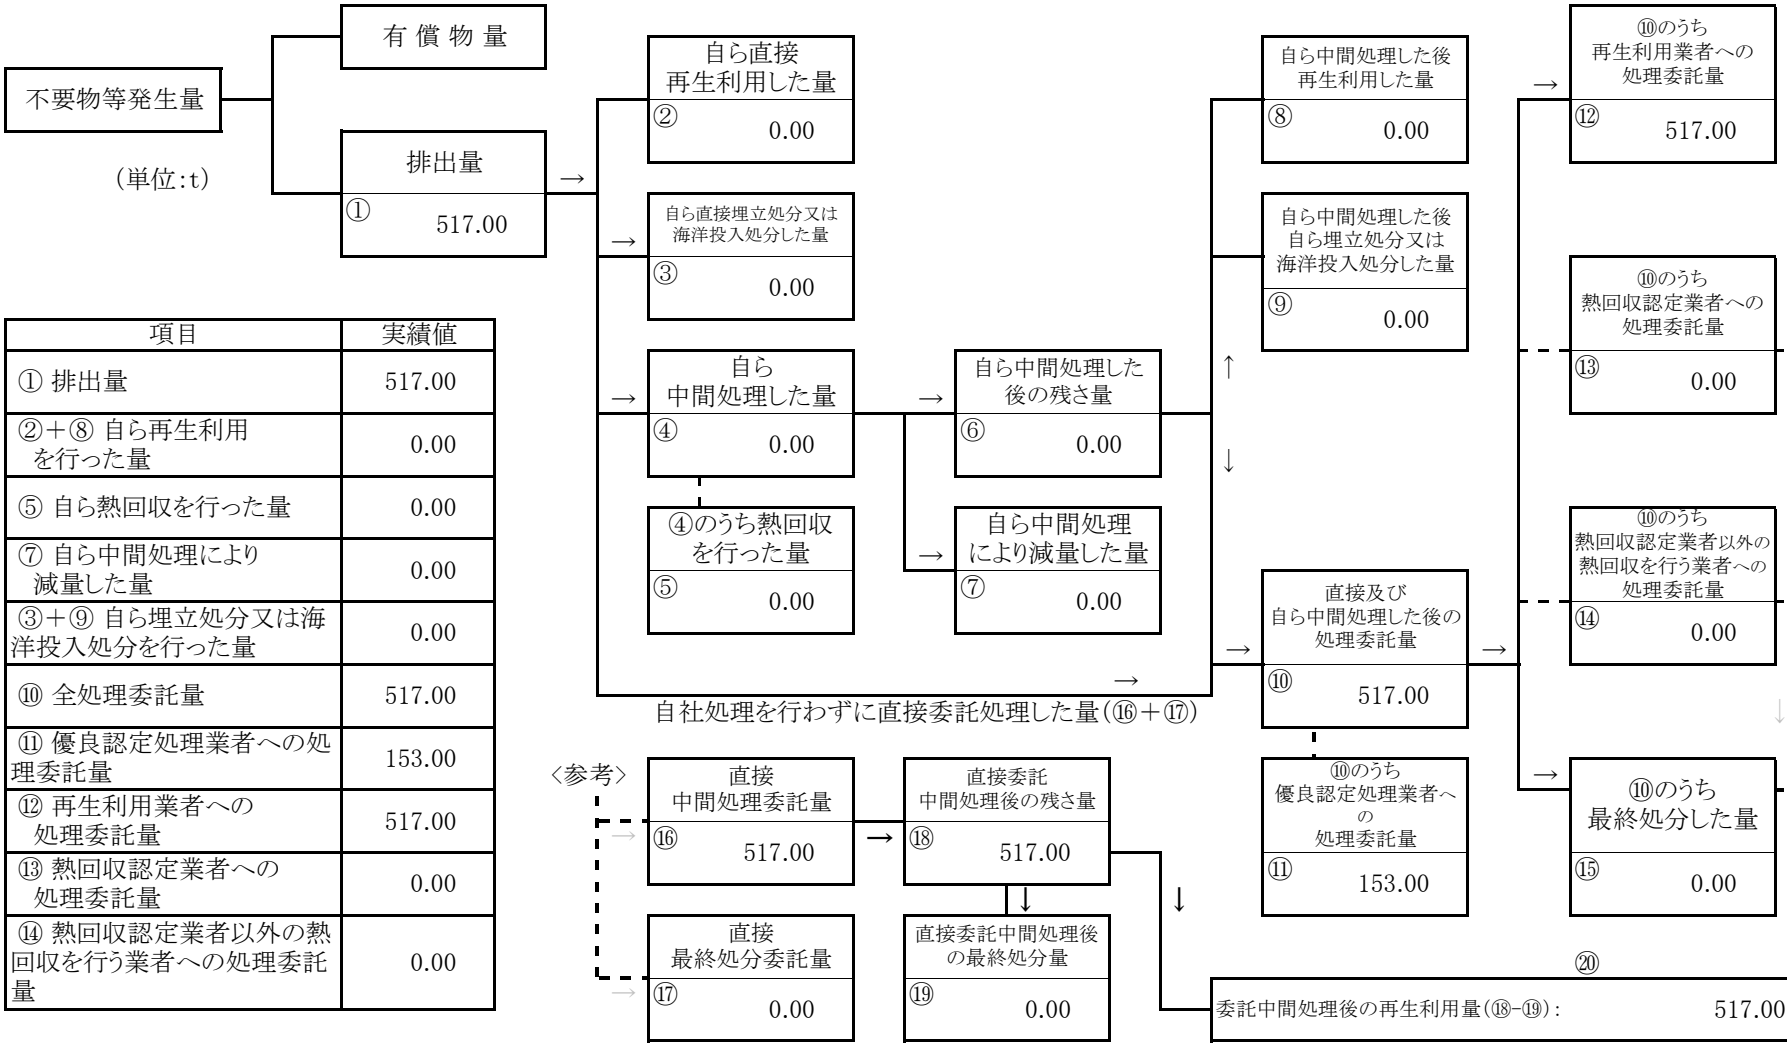 不要物等発生量
(単位:t)
有 償 物 量
排出量
①
517.00
→
自ら直接
再生利用した量
②
0.00
→
自ら直接埋立処分又は
海洋投入処分した量
③
0.00
→
自ら
中間処理した量
④
0.00
④のうち熱回収
を行った量
⑤
0.00
→
自ら中間処理した
後の残さ量
⑥
0.00
→
自ら中間処理
により減量した量
⑦
0.00
→
自社処理を行わずに直接委託処理した量(⑯+⑰)
↑
↓
自ら中間処理した後
再生利用した量
⑧
0.00
自ら中間処理した後
自ら埋立処分又は
海洋投入処分した量
⑨
0.00
→
直接及び
自ら中間処理した後の
処理委託量
⑩
517.00
→
⑩のうち
優良認定処理業者へ
の
処理委託量
⑪
153.00
→
⑩のうち
再生利用業者への
処理委託量
⑫
517.00
⑩のうち
熱回収認定業者への
処理委託量
⑬
0.00
⑩のうち
熱回収認定業者以外の
熱回収を行う業者への
処理委託量
⑭
0.00
↓
→
⑩のうち
最終処分した量
⑮
0.00
項目 実績値
① 排出量 517.00
②+⑧ 自ら再生利用
を行った量 0.00
⑤ 自ら熱回収を行った量 0.00
⑦ 自ら中間処理により
減量した量 0.00
③+⑨ 自ら埋立処分又は海
洋投入処分を行った量 0.00
⑩ 全処理委託量 517.00
⑪ 優良認定処理業者への処
理委託量 153.00
⑫ 再生利用業者への
処理委託量 517.00
⑬ 熱回収認定業者への
処理委託量 0.00
⑭ 熱回収認定業者以外の熱
回収を行う業者への処理委託
量 0.00
<参考>
→
直接
中間処理委託量
⑯
517.00
→
直接委託
中間処理後の残さ量
⑱
517.00
↓
↓
→
直接
最終処分委託量
⑰
0.00
直接委託中間処理後
の最終処分量
⑲
0.00
⑳
委託中間処理後の再生利用量(⑱-⑲): 517.00